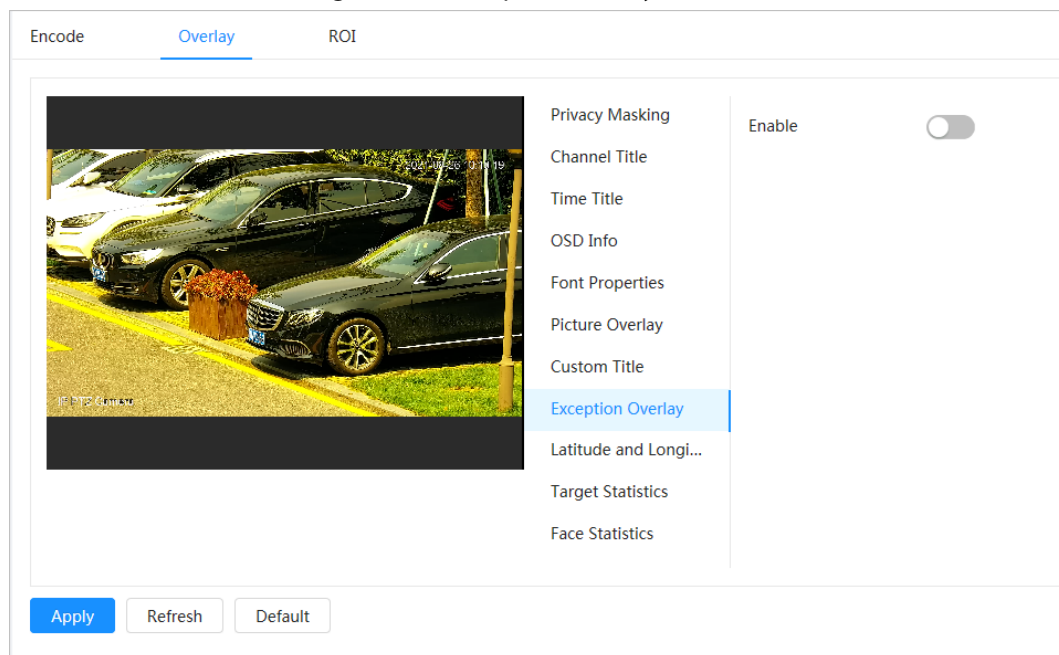 Encode
Overlay
ROI
Privacy Masking
Enable
Channel Title
Time Title
OSD Info
Font Properties
Picture Overlay
Custom Title
Exception Overlay
Latitude and Longi...
Target Statistics
Face Statistics
Apply
Refresh
Default